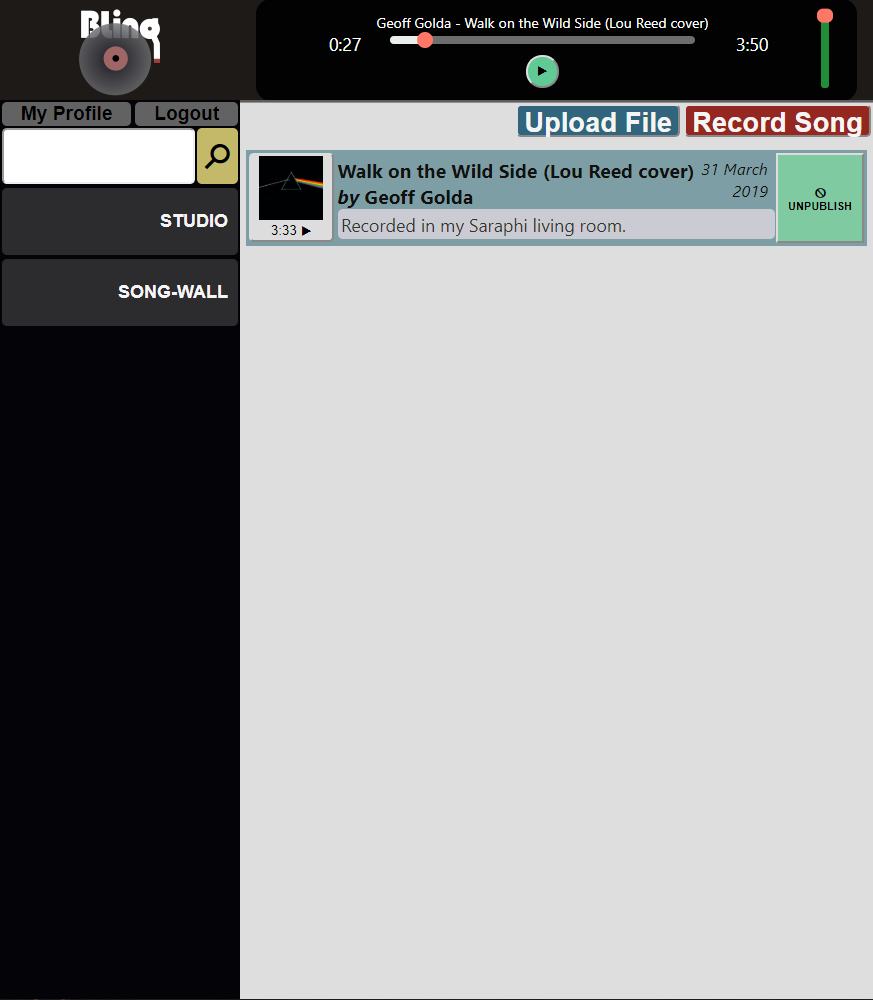 Bling
Geoff Golda - Walk on the Wild Side (Lou Reed cover)
0:27
3:50
My Profile
Logout
Upload File
Record Song
STUDIO
SONG-WALL
Walk on the Wild Side (Lou Reed cover)
by Geoff Golda
31 March
2019
Recorded in my Saraphi living room.
3:33
UNPUBLISH